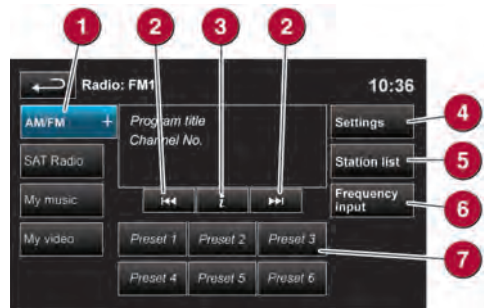 1
2
3
2
Radio: FM1
10:36
AM/FM +
Program title
Channel No.
Settings
4
SAT Radio
Station list
5
My music
i
Frequency
input
6
My video
Preset 1
Preset 2
Preset 3
7
Preset 4
Preset 5
Preset 6